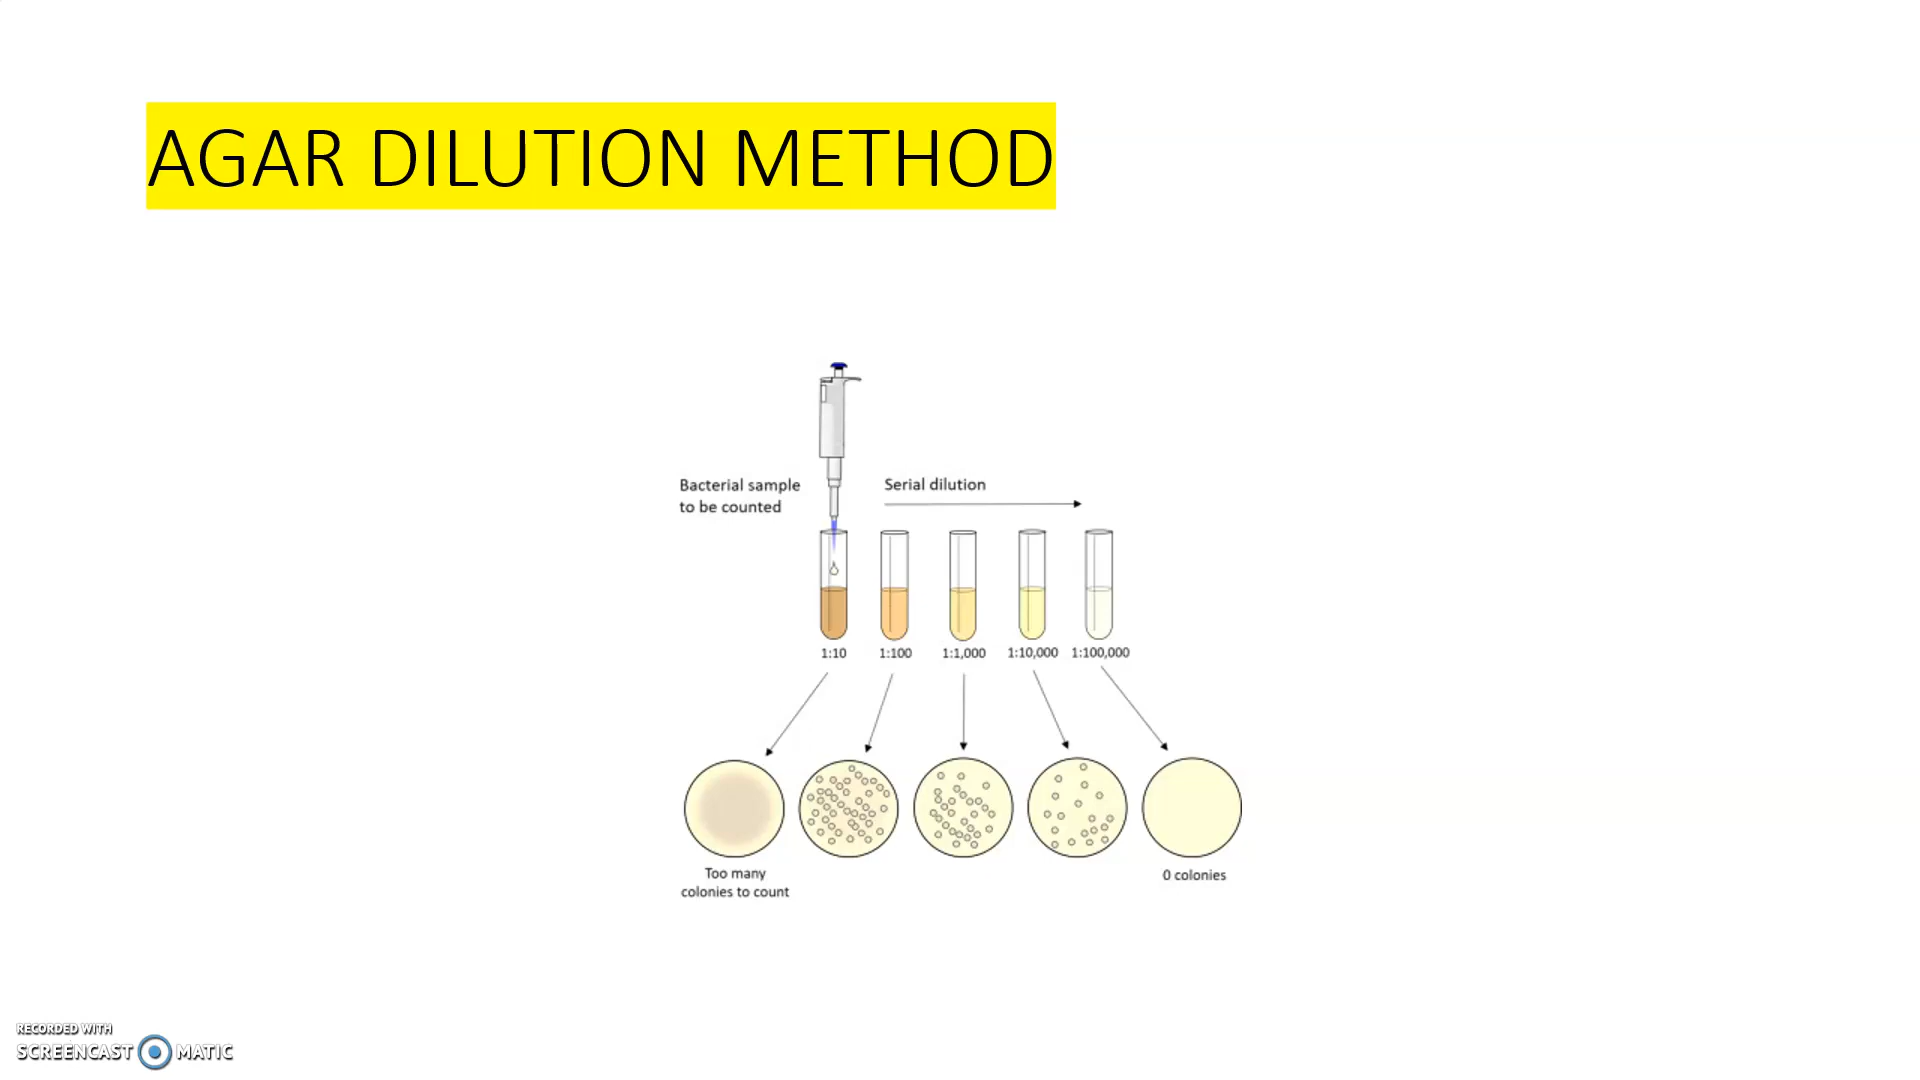 AGAR DILUTION METHOD
Bacterial sample
to be counted
Serial dilution
1:10
1:100
1:1,000
1:10,000
1:100,000
Too many
colonies to count
0 colonies
RECORDED WITH
SCREENCAST MATIC